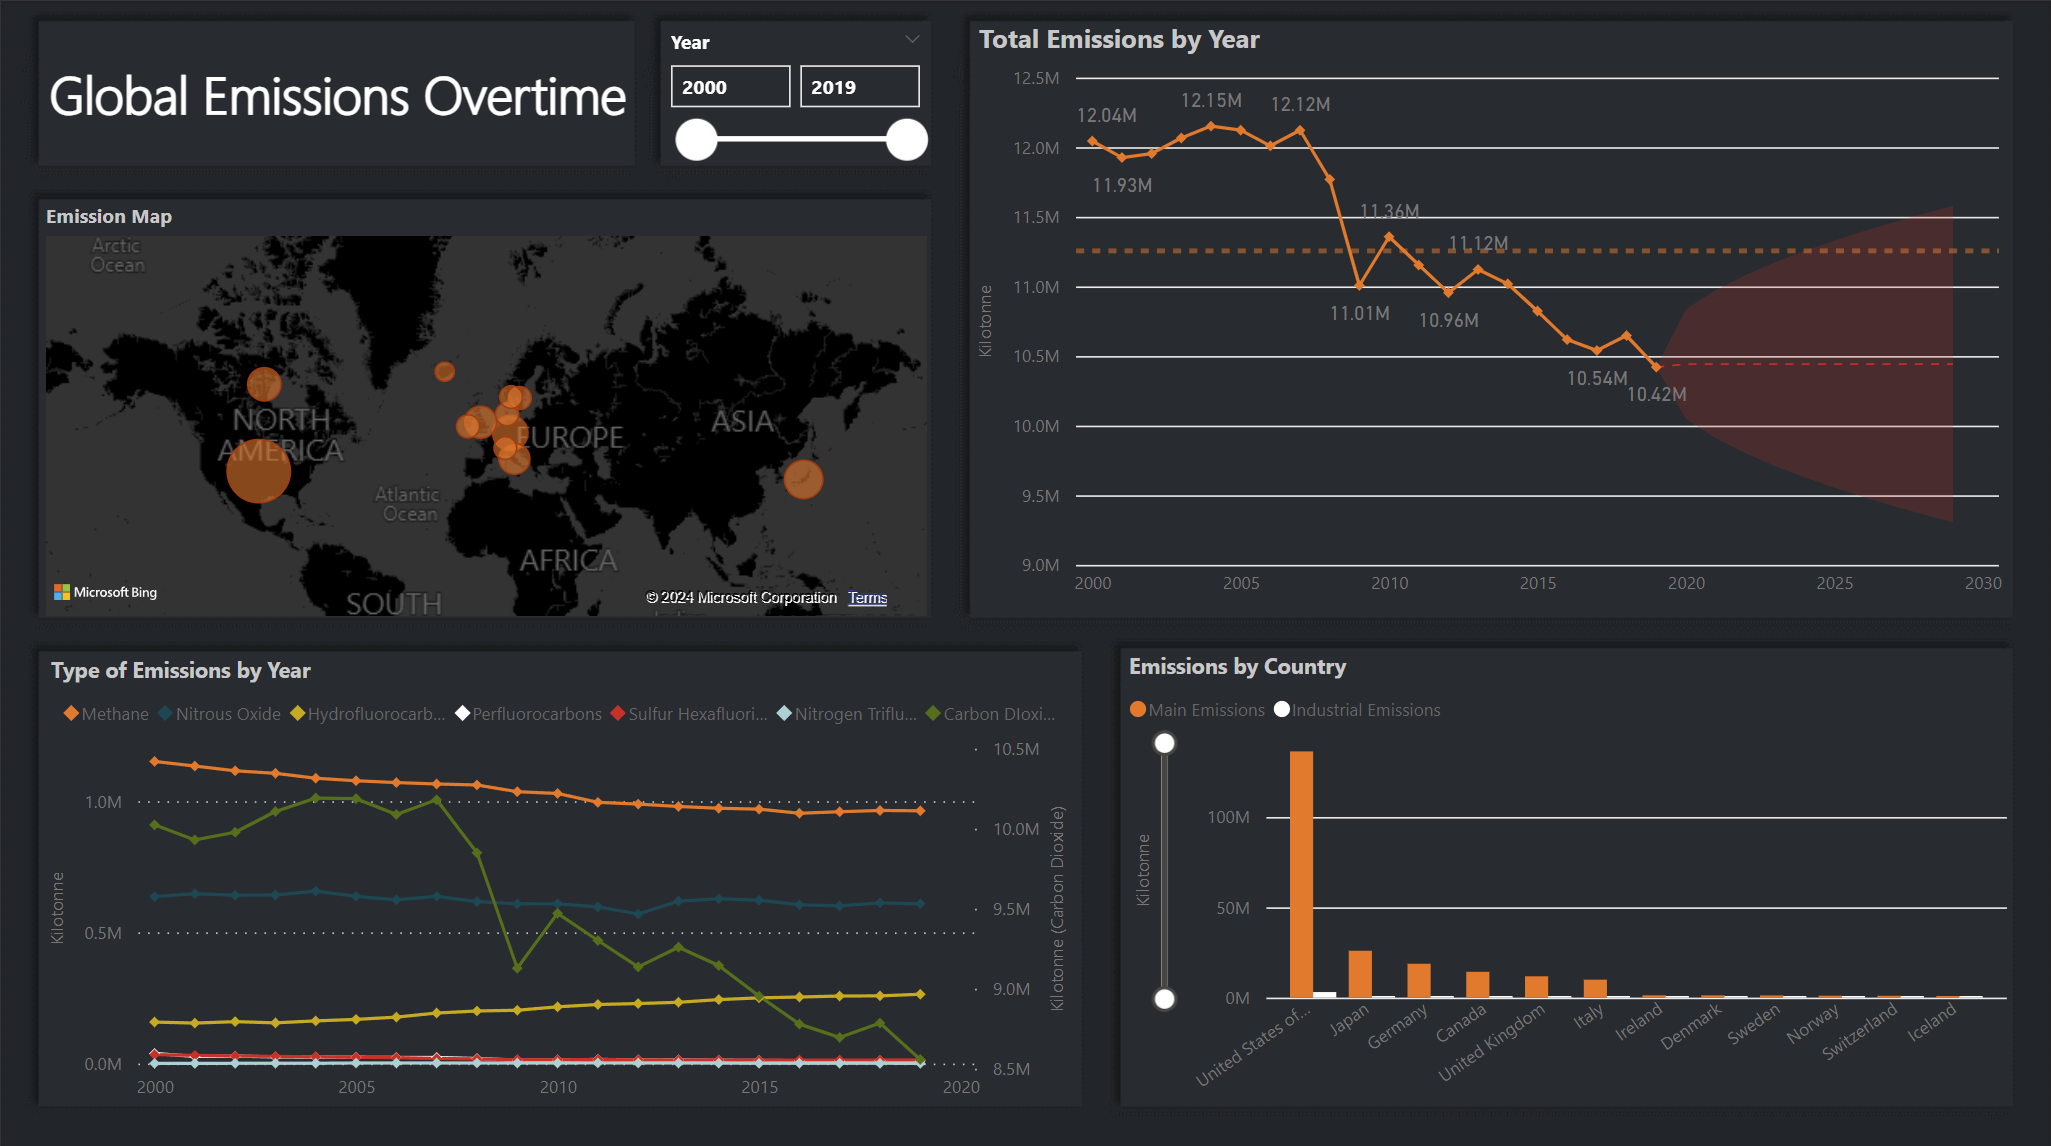 Global Emissions Overtime
Year
2000
2019
Emission Map
Arctic
Ocean
NORTH
AMERICA
EUROPE
ASIA
Atlantic
Ocean
AFRICA
SOUTH
Microsoft Bing
© 2024 Microsoft Corporation Terms
Total Emissions by Year
Kilotonne
12.5M
12.0M
11.5M
11.0M
10.5M
10.0M
9.5M
9.0M
12.04M
11.93M
12.15M
12.12M
11.36M
11.01M
11.12M
10.96M
10.54M
10.42M
2000 2005 2010 2015 2020 2025 2030
Type of Emissions by Year
Methane Nitrous Oxide Hydrofluorocarb... Perfluorocarbons Sulfur Hexafluori... Nitrogen Triflu... Carbon DIoxi...
Kilotonne
1.0M
0.5M
0.0M
10.5M
10.0M
9.5M
9.0M
8.5M
Kilotonne (Carbon Dioxide)
2000 2005 2010 2015 2020
Emissions by Country
Main Emissions Industrial Emissions
Kilotonne
100M
50M
0M
United States of...
Japan
Germany
Canada
United Kingdom
Italy
Ireland
Denmark
Sweden
Norway
Switzerland
Iceland